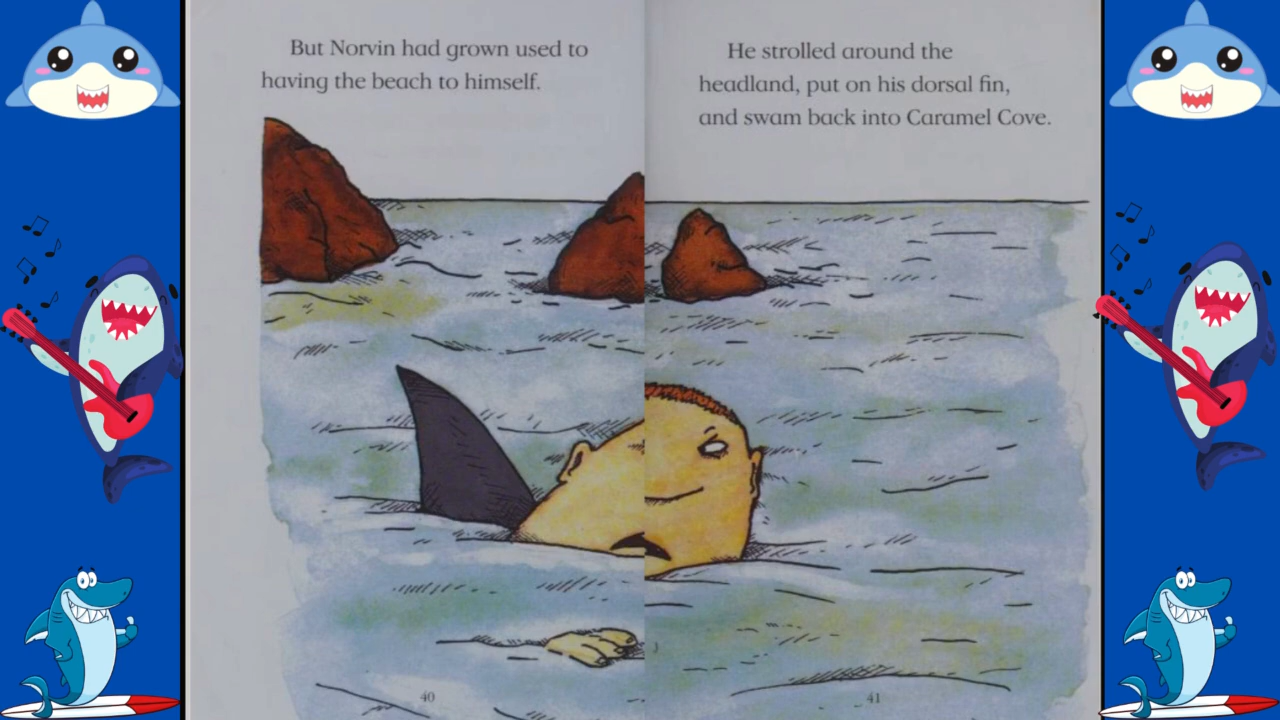 But Norvin had grown used to
having the beach to himself.
40
He strolled around the
headland, put on his dorsal fin,
and swam back into Caramel Cove.
41